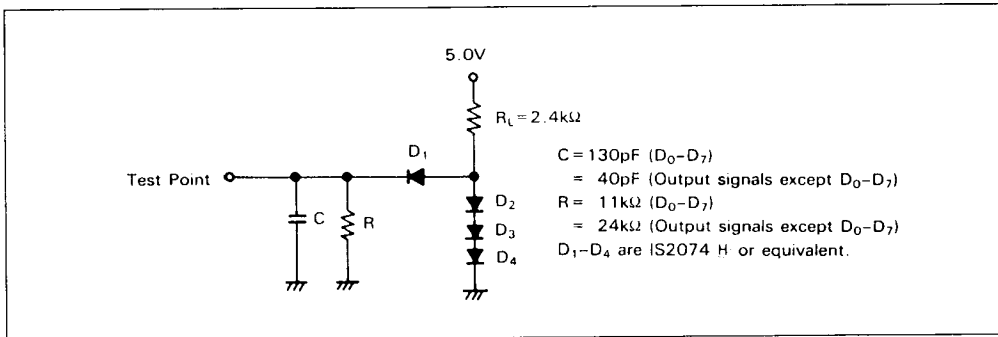 5.0V
R_L=2.4kΩ
D₁
C=130pF (D₀–D₇)
Test Point
= 40pF (Output signals except D₀–D₇)
C
R
D₂
R= 11kΩ (D₀–D₇)
D₃
= 24kΩ (Output signals except D₀–D₇)
D₄
D₁–D₄ are IS2074 H or equivalent.